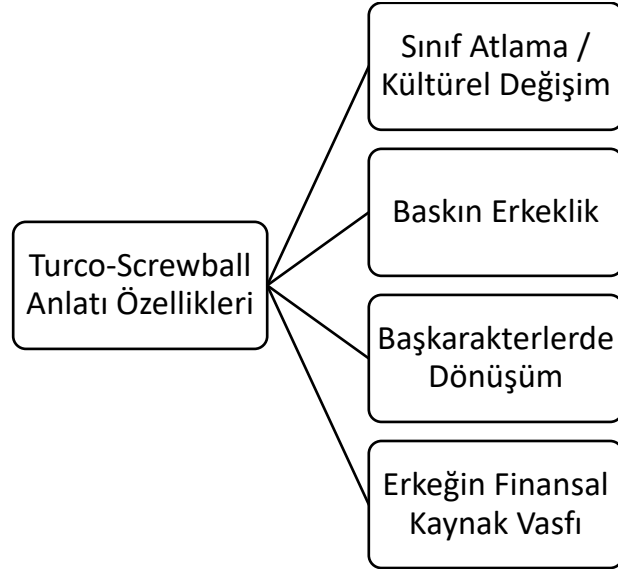 Sınıf Atlama /
Kültürel Değişim
Baskın Erkeklik
Turco-Screwball
Anlatı Özellikleri
Başkarakterlerde
Dönüşüm
Erkeğin Finansal
Kaynak Vasfı